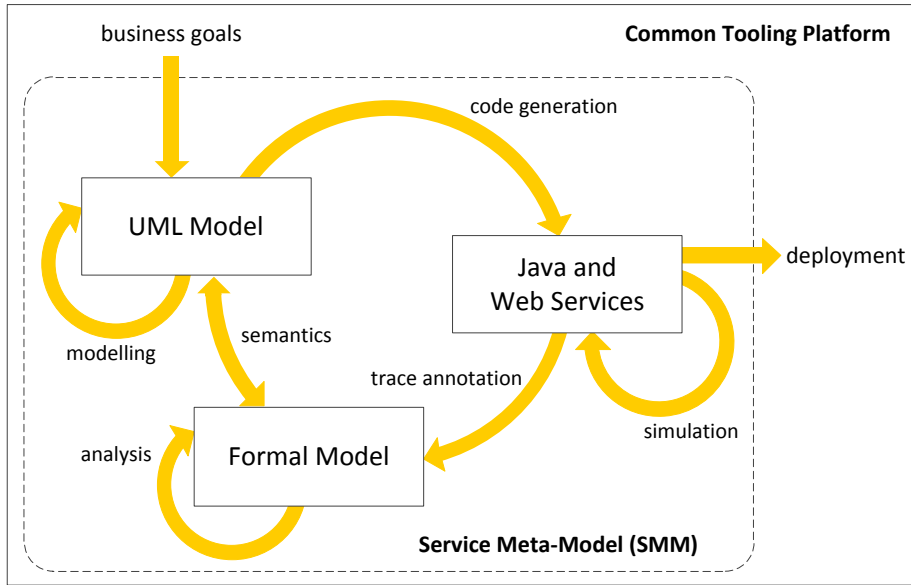 business goals
Common Tooling Platform
code generation
UML Model
Java and
Web Services
deployment
modelling
semantics
trace annotation
simulation
analysis
Formal Model
Service Meta-Model (SMM)